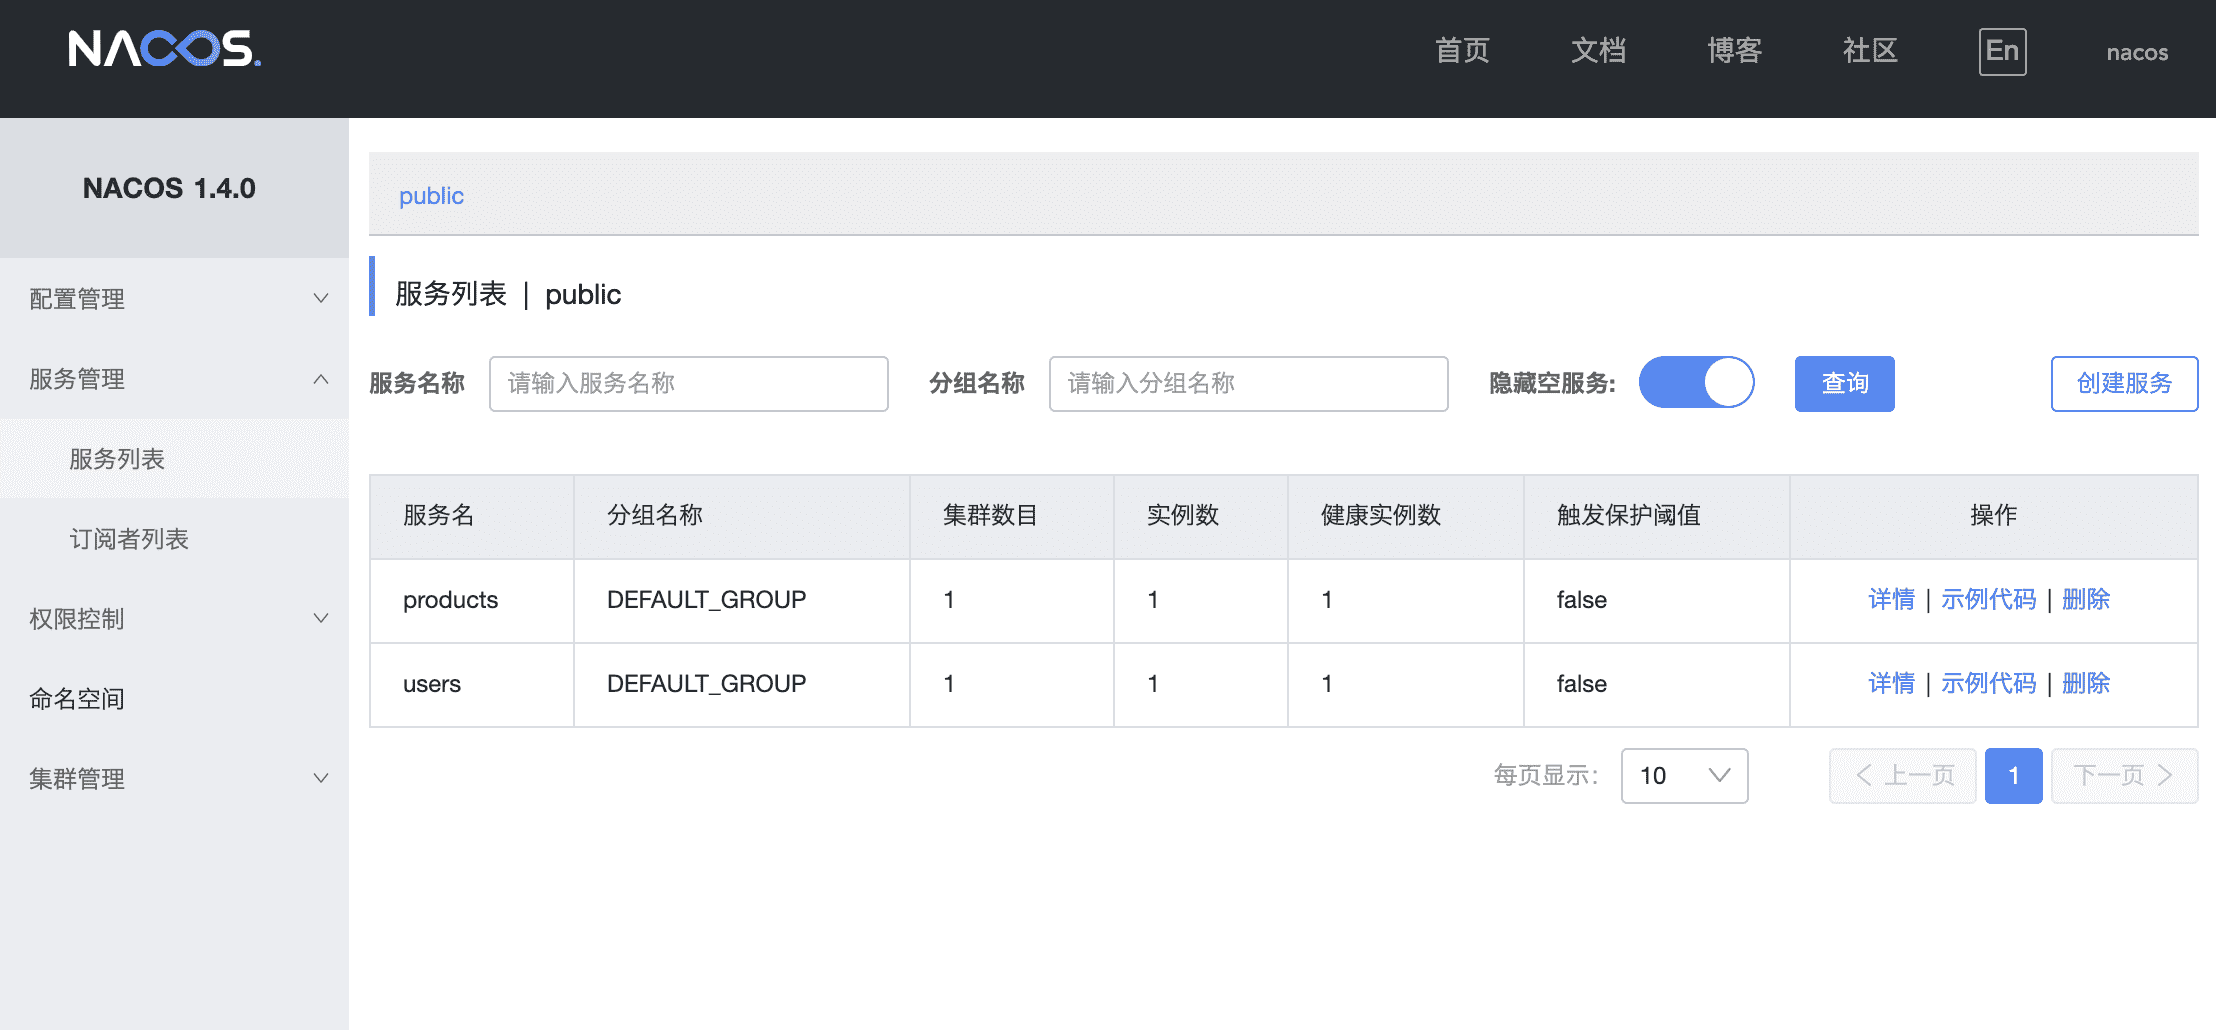 NACOS. 首页 文档 博客 社区 En nacos
NACOS 1.4.0
配置管理
服务管理
服务列表
订阅者列表
权限控制
命名空间
集群管理
public
服务列表 | public
服务名称 请输入服务名称 分组名称 请输入分组名称 隐藏空服务: 查询 创建服务
服务名 分组名称 集群数目 实例数 健康实例数 触发保护阈值 操作
products DEFAULT_GROUP 1 1 1 false 详情 | 示例代码 | 删除
users DEFAULT_GROUP 1 1 1 false 详情 | 示例代码 | 删除
每页显示: 10 上一页 1 下一页